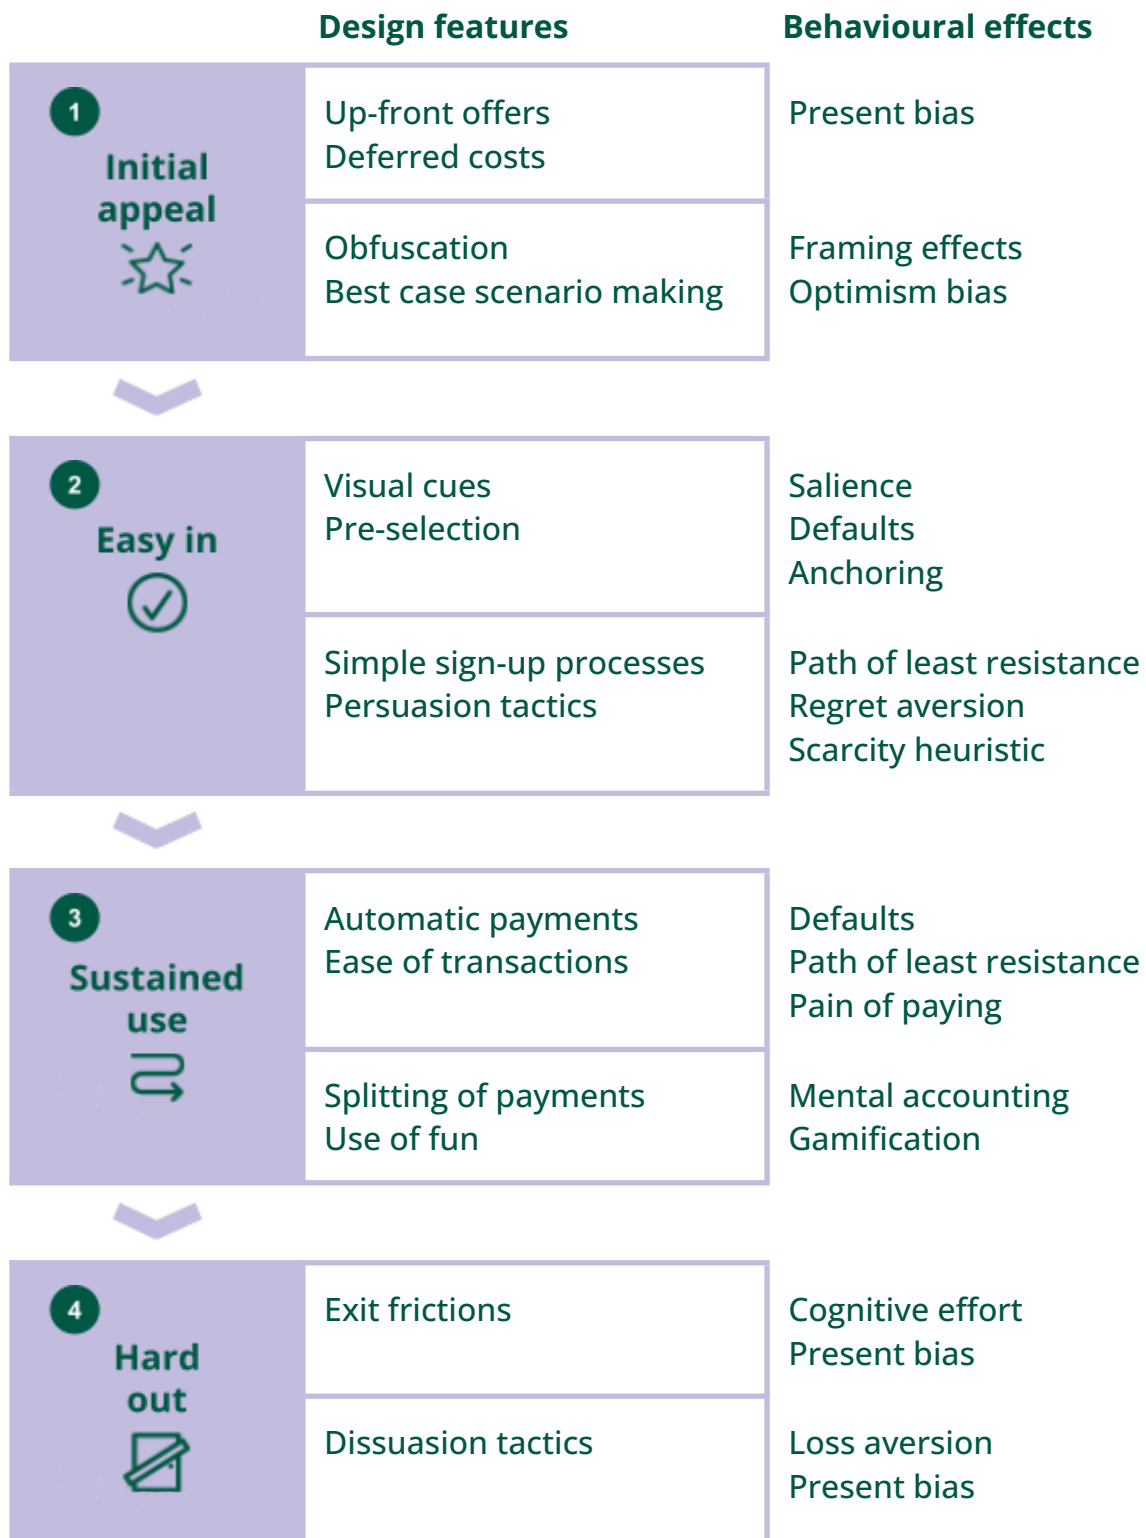 Design features
Behavioural effects
1
Initial
appeal
Up-front offers
Deferred costs
Present bias
Obfuscation
Best case scenario making
Framing effects
Optimism bias
2
Easy in
Visual cues
Pre-selection
Salience
Defaults
Anchoring
Simple sign-up processes
Persuasion tactics
Path of least resistance
Regret aversion
Scarcity heuristic
3
Sustained
use
Automatic payments
Ease of transactions
Defaults
Path of least resistance
Pain of paying
Splitting of payments
Use of fun
Mental accounting
Gamification
4
Hard
out
Exit frictions
Cognitive effort
Present bias
Dissuasion tactics
Loss aversion
Present bias